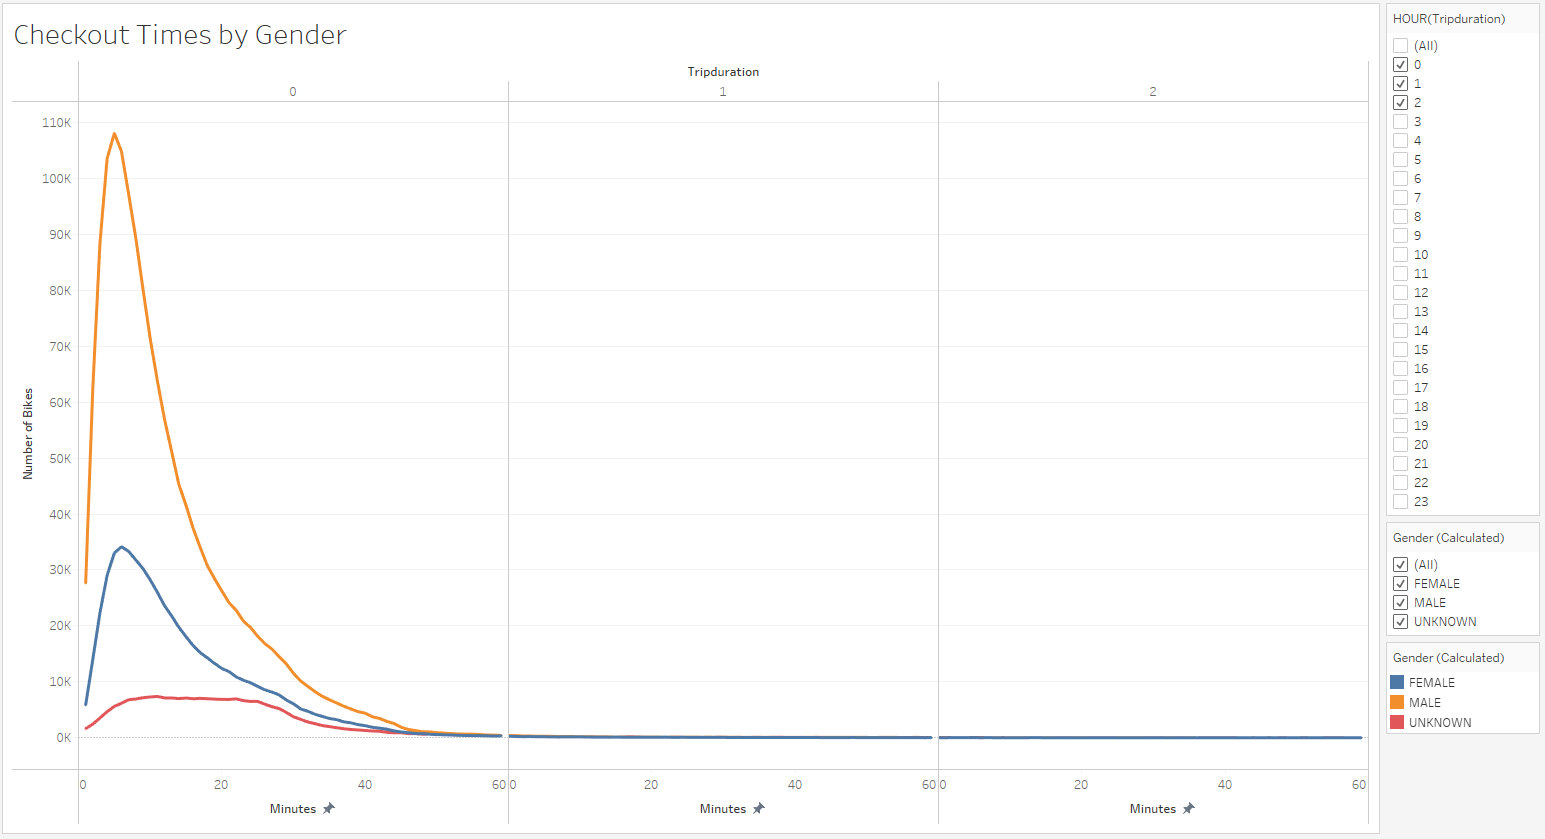 Checkout Times by Gender
Tripduration
0 1 2
110K
100K
90K
80K
70K
60K
50K
40K
30K
20K
10K
0K
Number of Bikes
0 20 40 60 0 20 40 60 0 20 40 60
Minutes Minutes Minutes
HOUR(Tripduration)
(All)
0
1
2
3
4
5
6
7
8
9
10
11
12
13
14
15
16
17
18
19
20
21
22
23
Gender (Calculated)
(All)
FEMALE
MALE
UNKNOWN
Gender (Calculated)
FEMALE
MALE
UNKNOWN